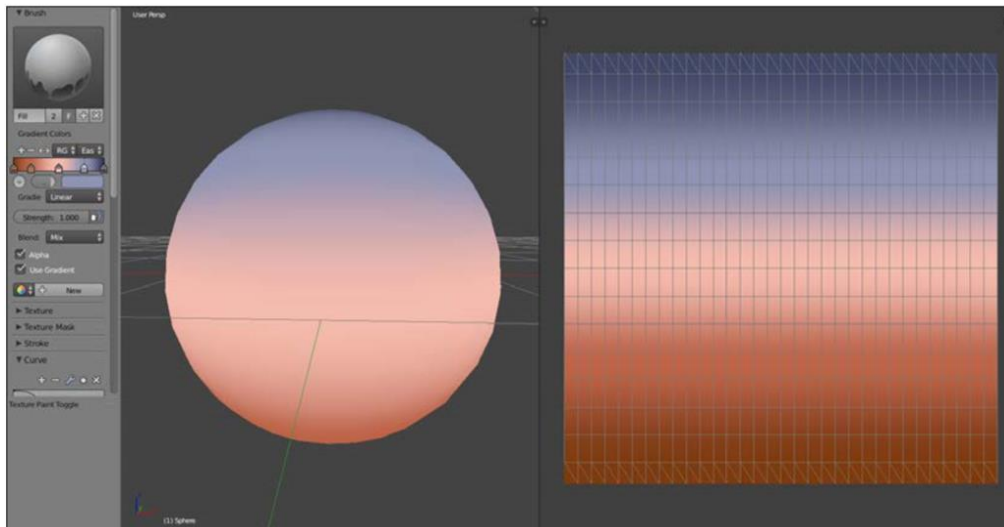 ▼ Brush
User Persp
Fill 2 F
Gradient Colors
+ − ↔ RG Eas
Gradie Linear
Strength: 1.000
Blend: Mix
Alpha
Use Gradient
New
▶ Texture
▶ Texture Mask
▶ Stroke
▼ Curve
Texture Paint Toggle
(1) Sphere